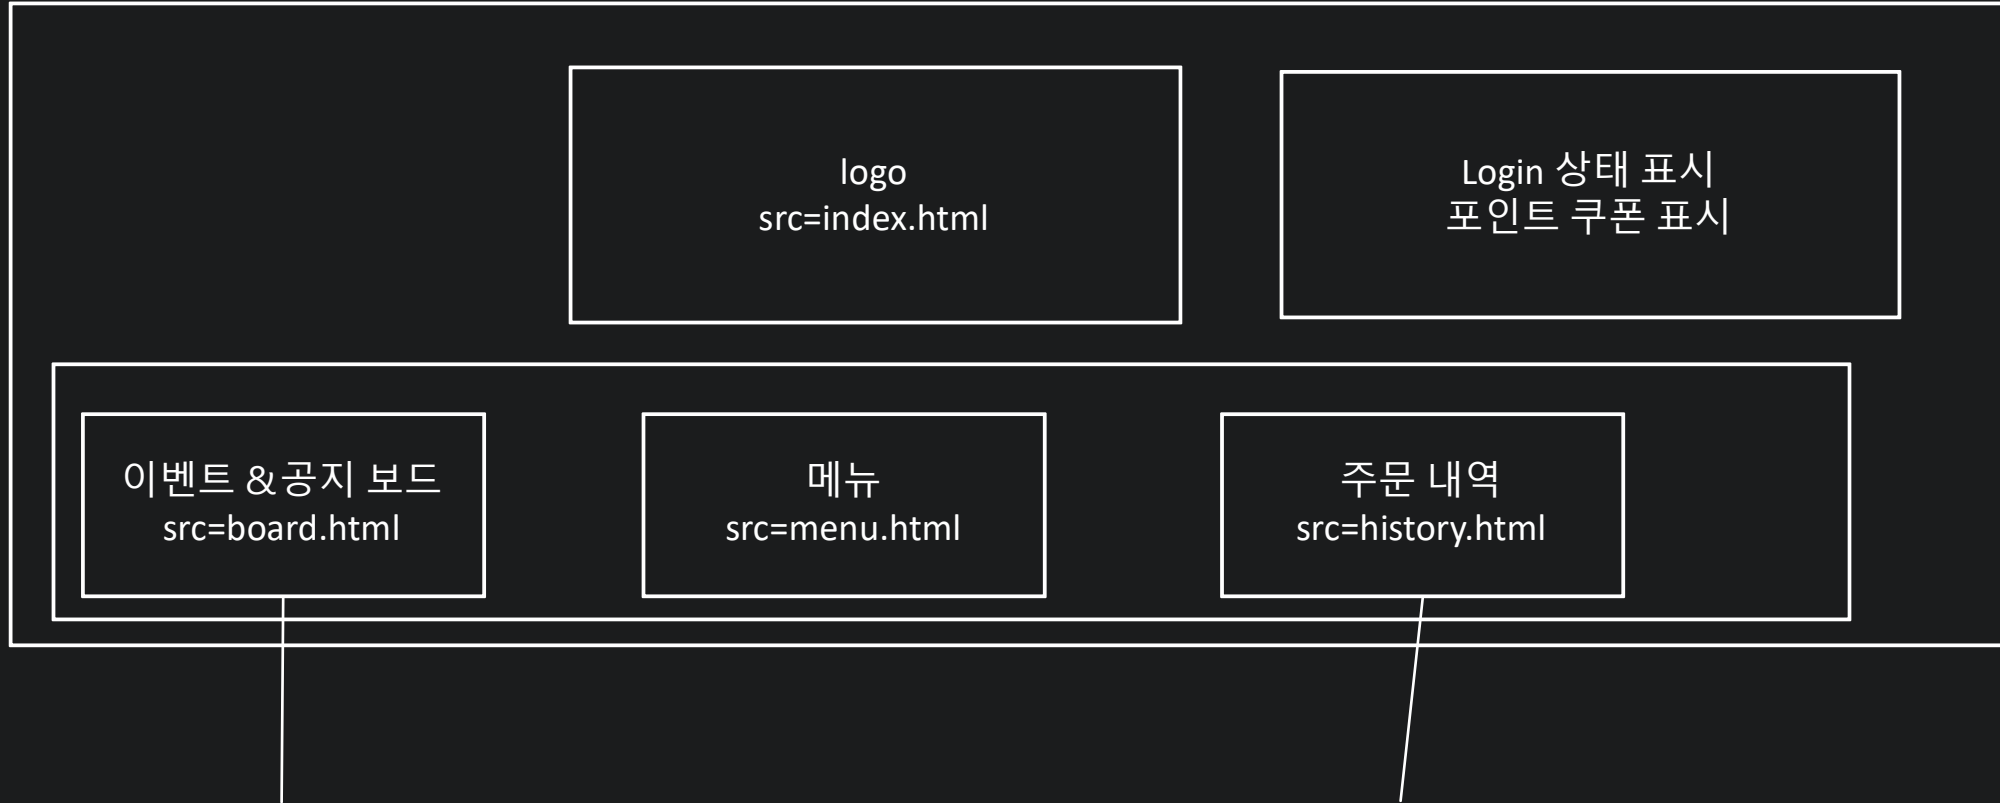 logo
src=index.html
Login 상태 표시
포인트 쿠폰 표시
이벤트 &공지 보드
src=board.html
메뉴
src=menu.html
주문 내역
src=history.html